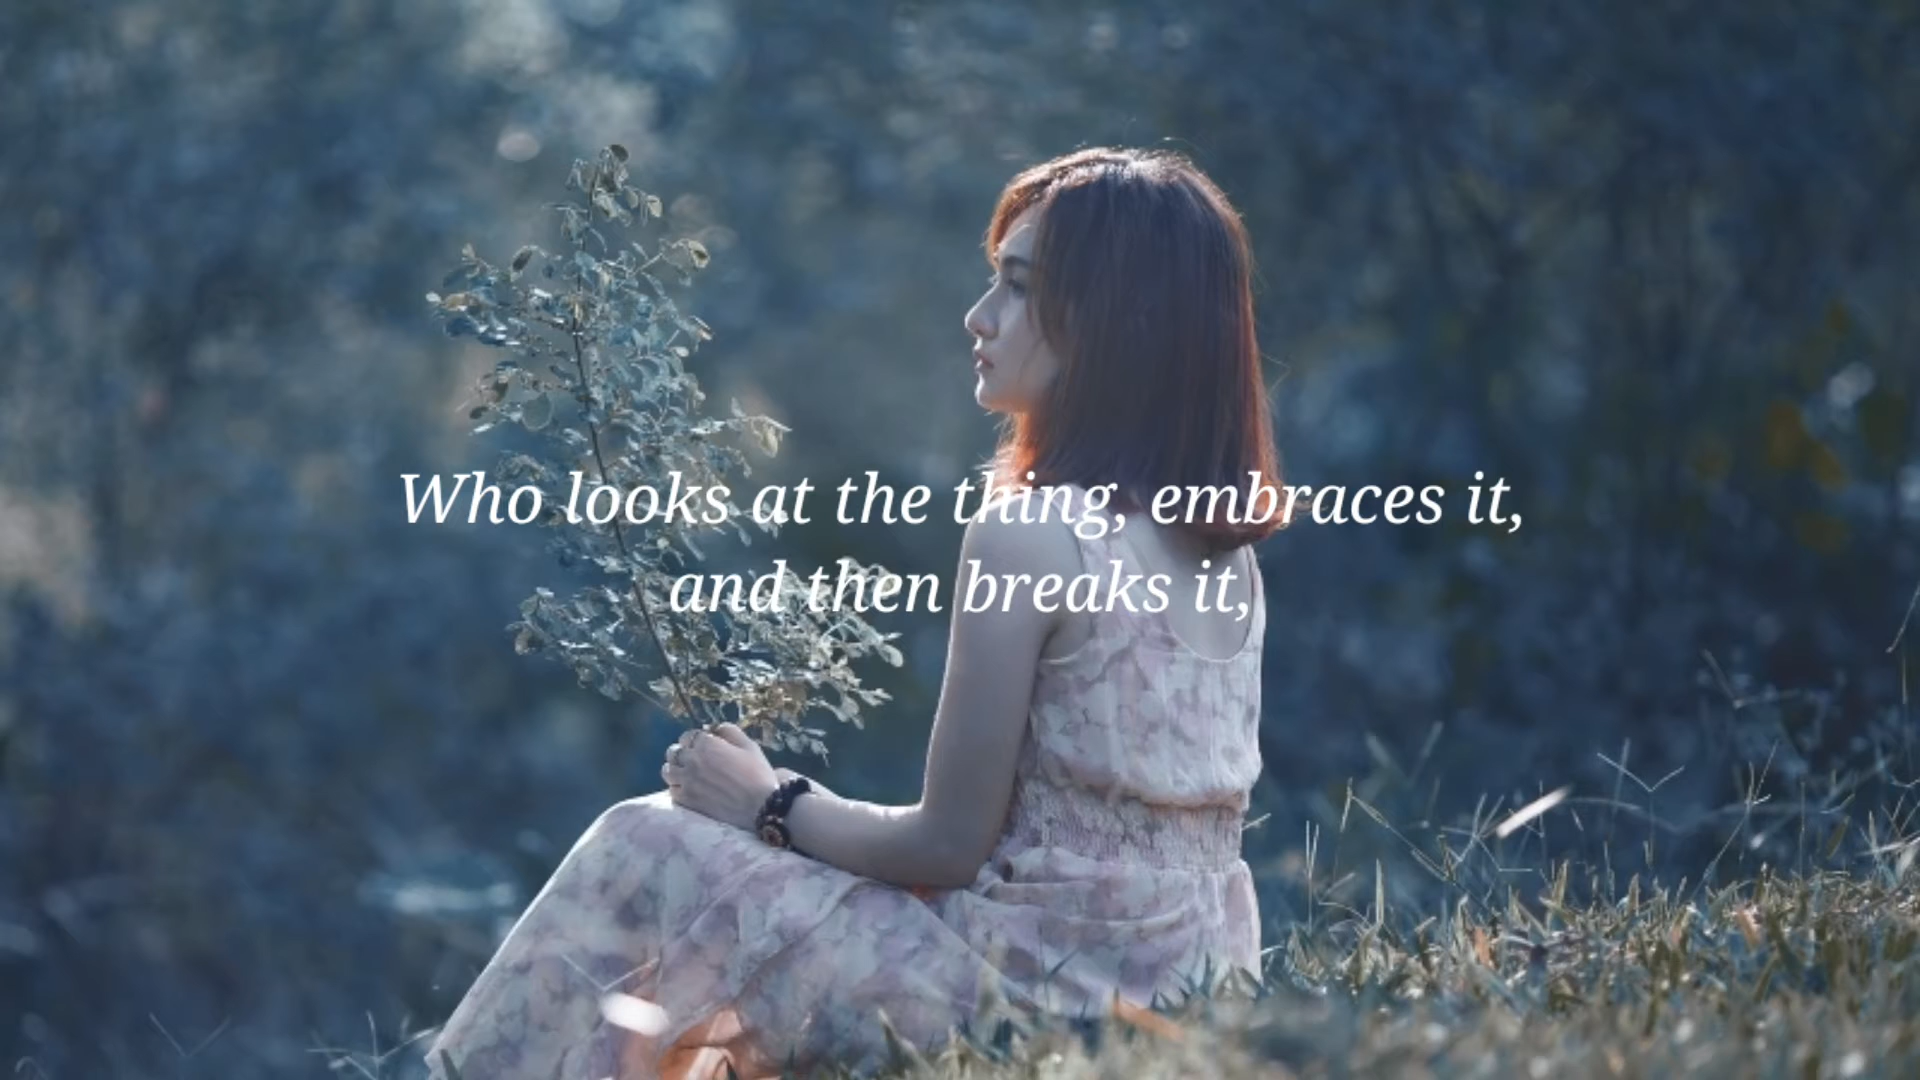 Who looks at the thing, embraces it,
and then breaks it,